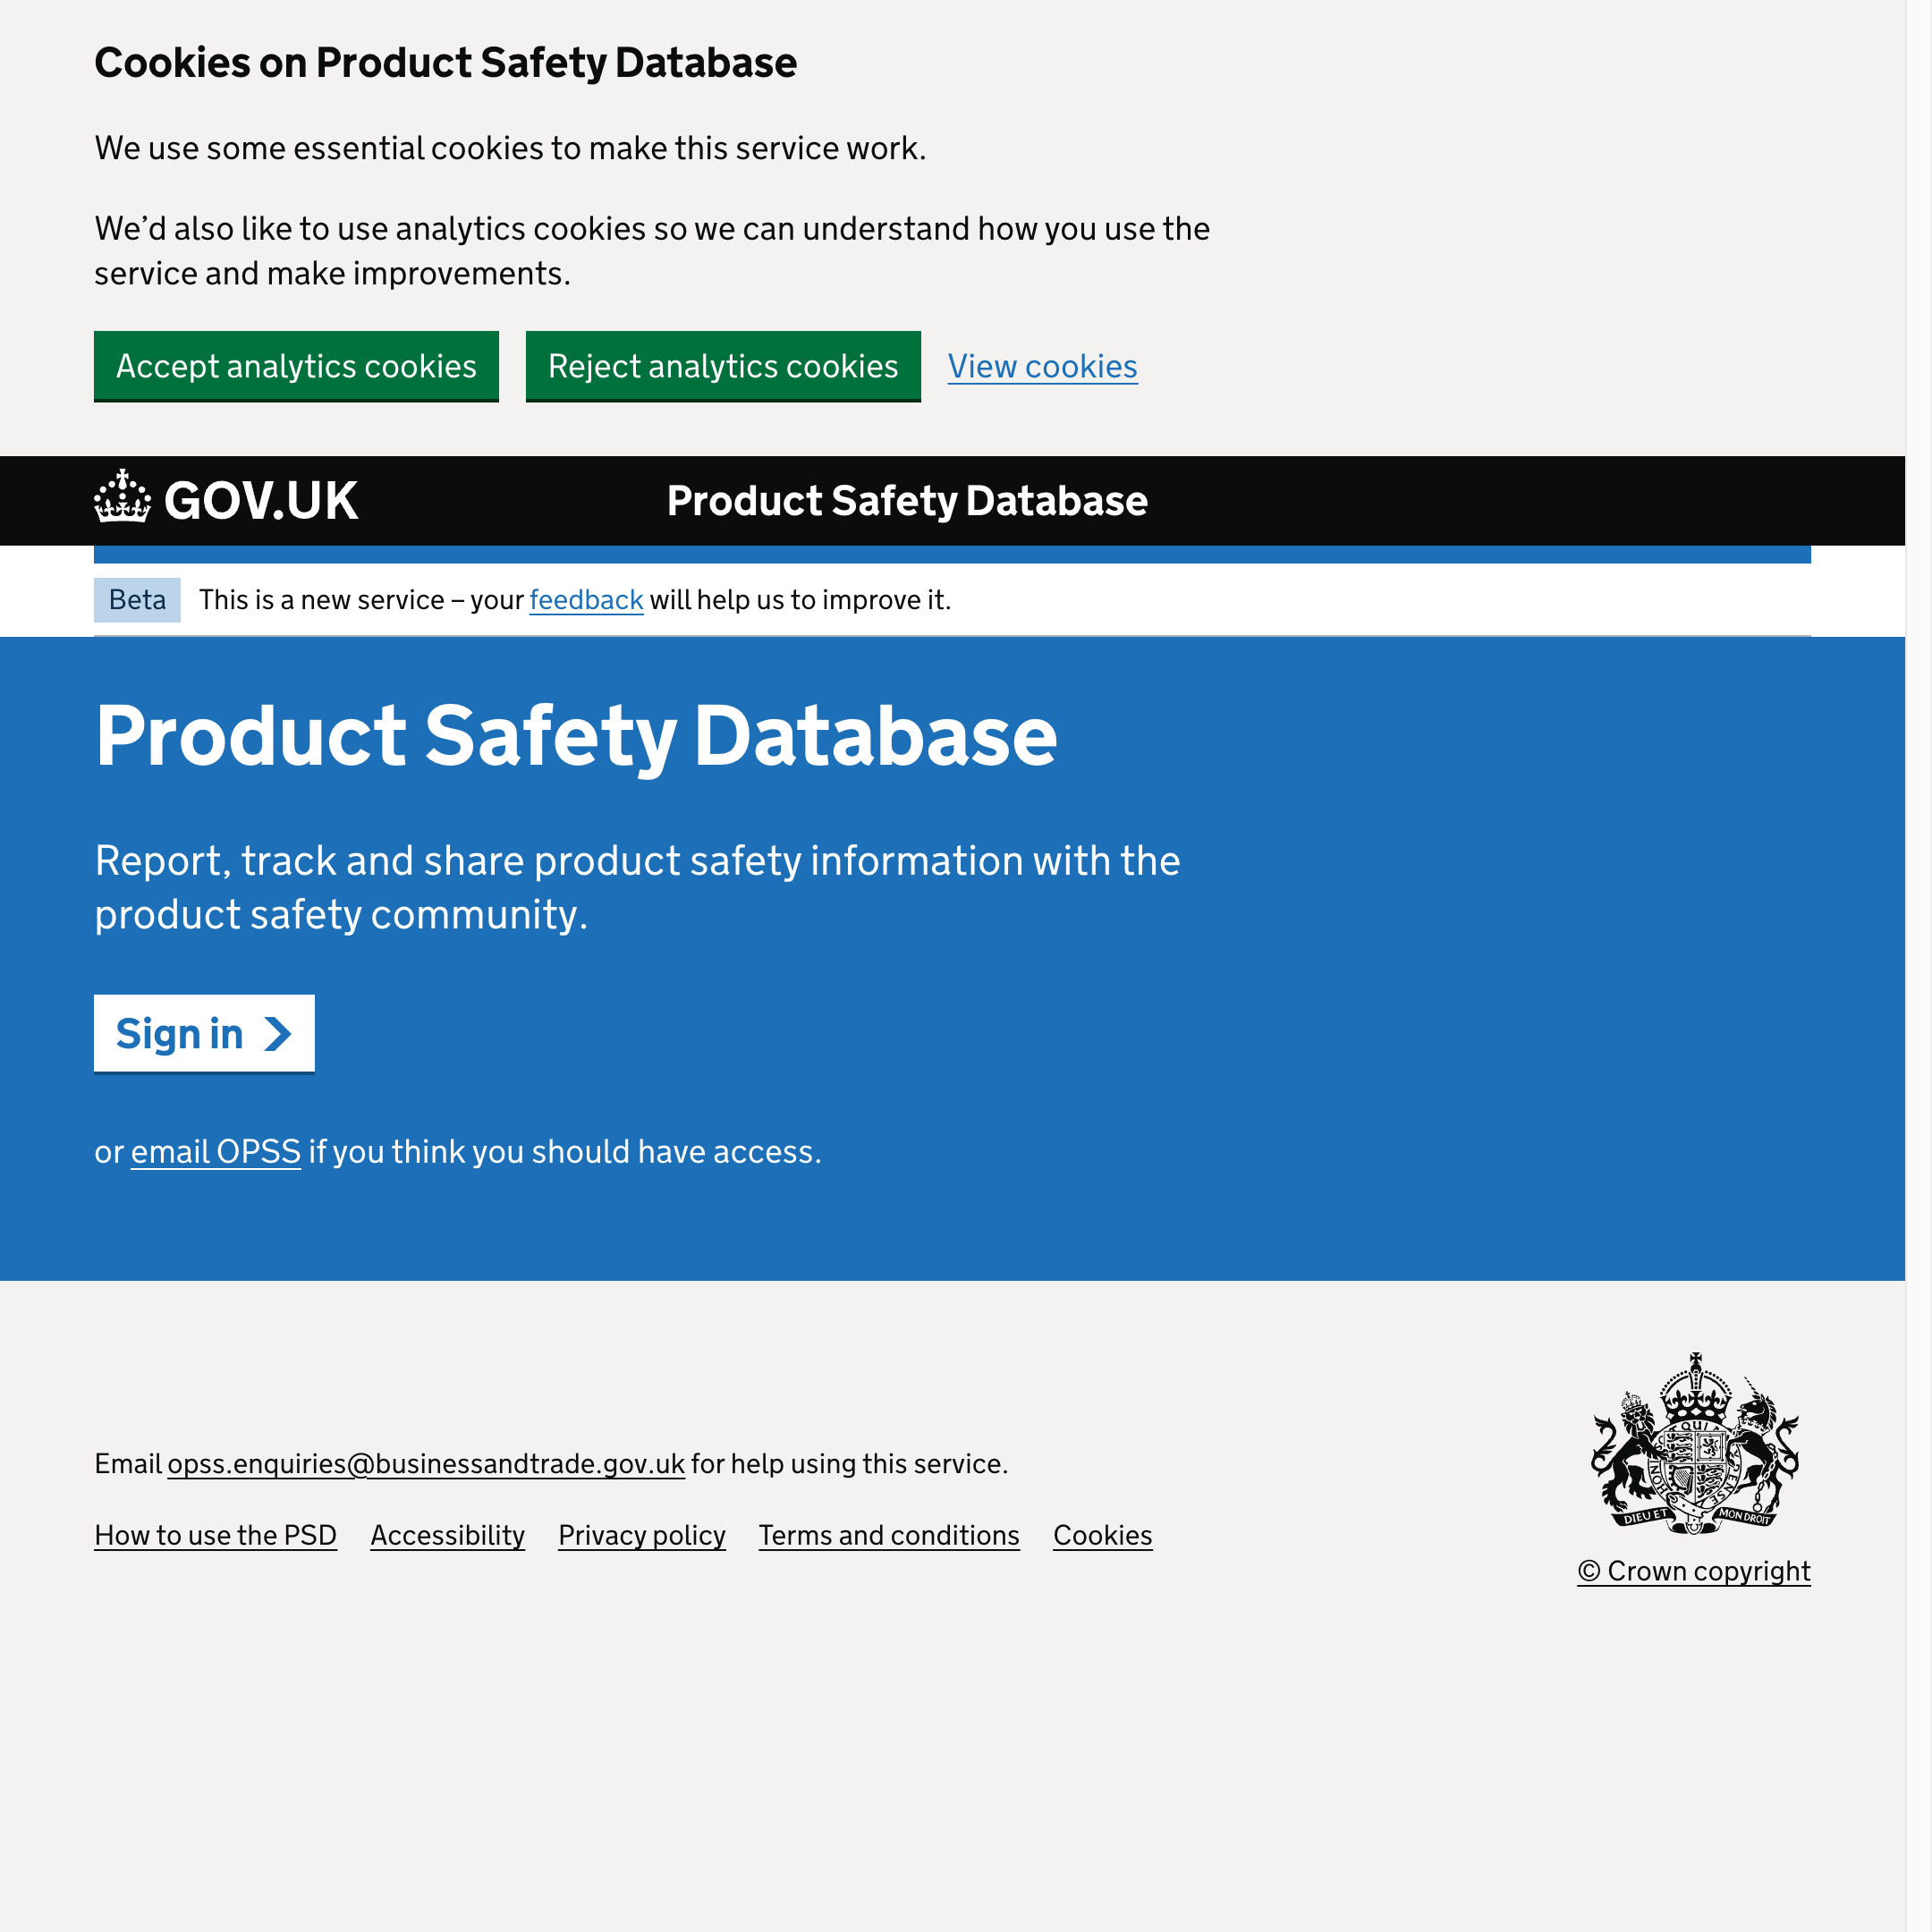 Cookies on Product Safety Database
We use some essential cookies to make this service work.
We’d also like to use analytics cookies so we can understand how you use the
service and make improvements.
Accept analytics cookies Reject analytics cookies View cookies
GOV.UK Product Safety Database
Beta This is a new service – your feedback will help us to improve it.
Product Safety Database
Report, track and share product safety information with the
product safety community.
Sign in
or email OPSS if you think you should have access.
Email opss.enquiries@businessandtrade.gov.uk for help using this service.
How to use the PSD Accessibility Privacy policy Terms and conditions Cookies
DIEU ET MON DROIT
© Crown copyright